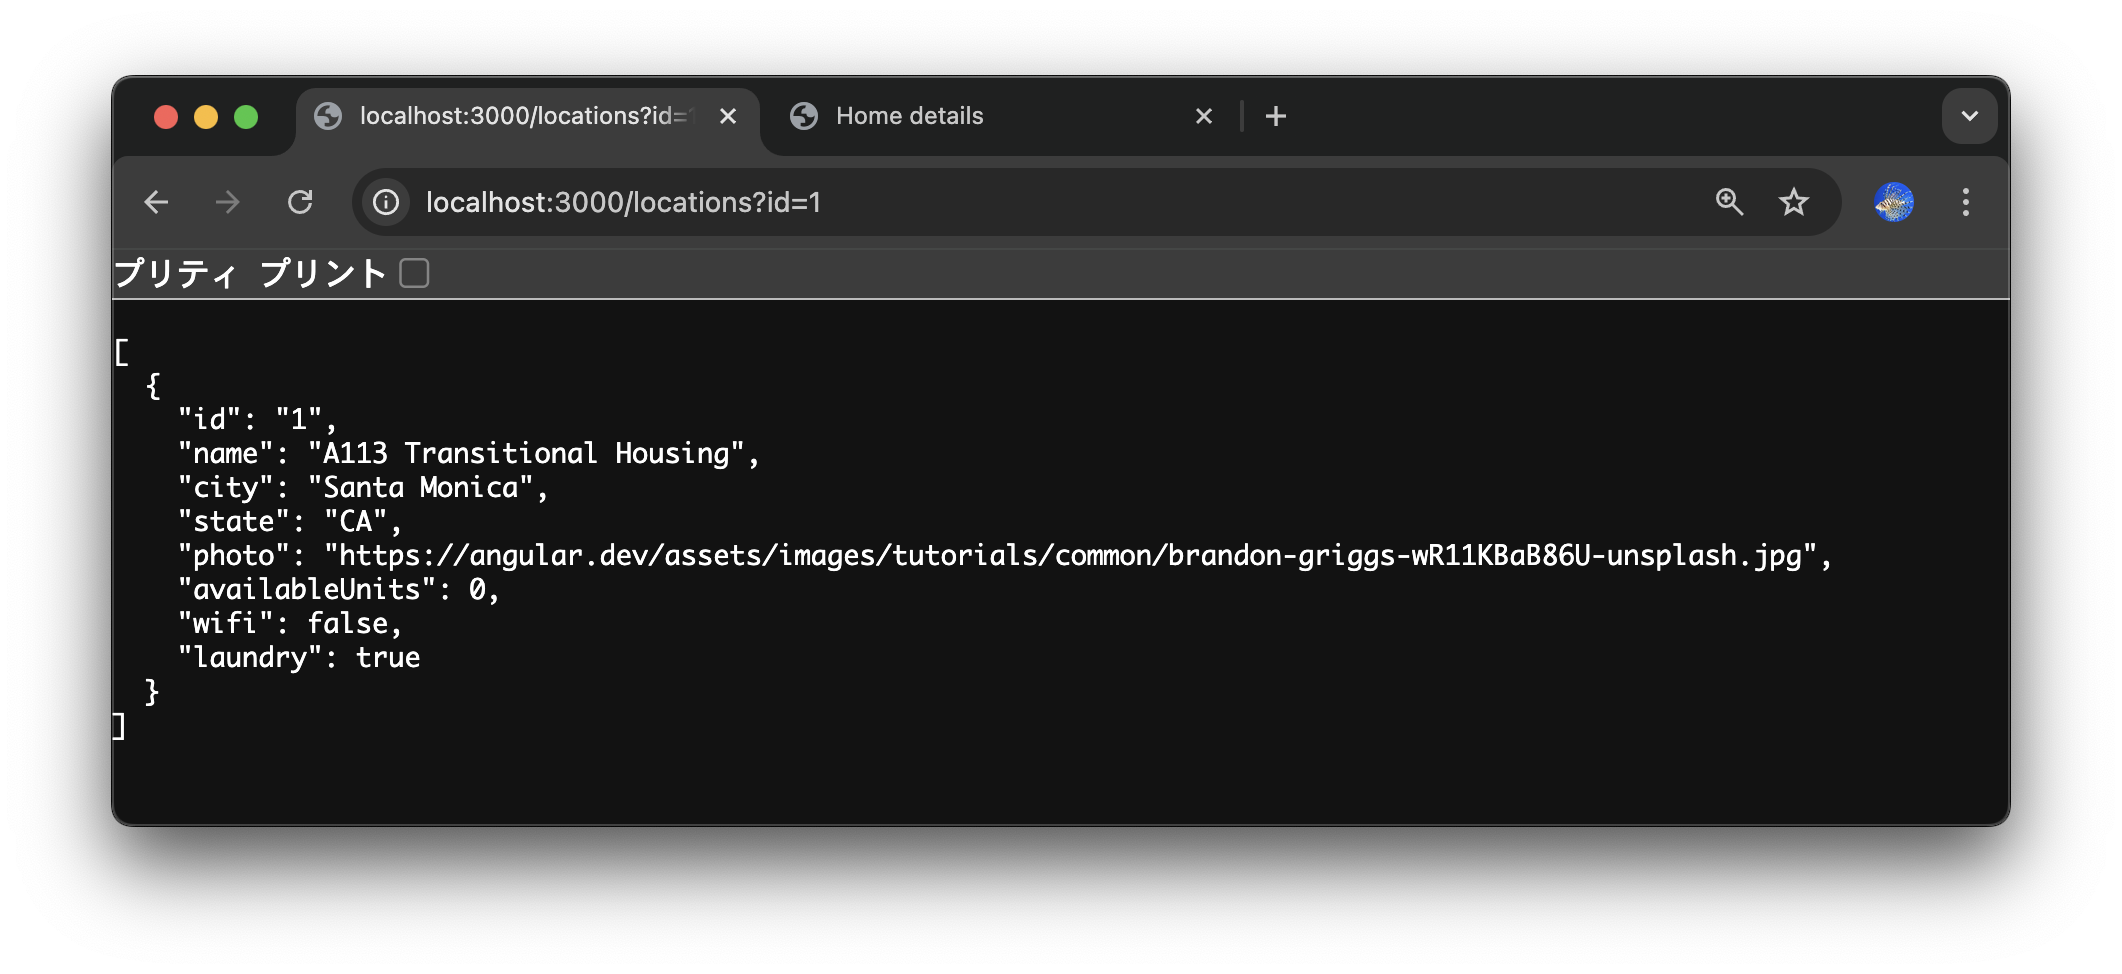 localhost:3000/locations?id=1
Home details
localhost:3000/locations?id=1
プリティ プリント
[
  {
    "id": "1",
    "name": "A113 Transitional Housing",
    "city": "Santa Monica",
    "state": "CA",
    "photo": "https://angular.dev/assets/images/tutorials/common/brandon-griggs-wR11KBaB86U-unsplash.jpg",
    "availableUnits": 0,
    "wifi": false,
    "laundry": true
  }
]